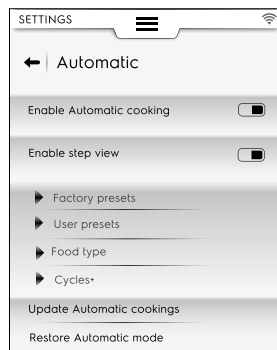 SETTINGS
Automatic
Enable Automatic cooking
Enable step view
Factory presets
User presets
Food type
Cycles+
Update Automatic cookings
Restore Automatic mode